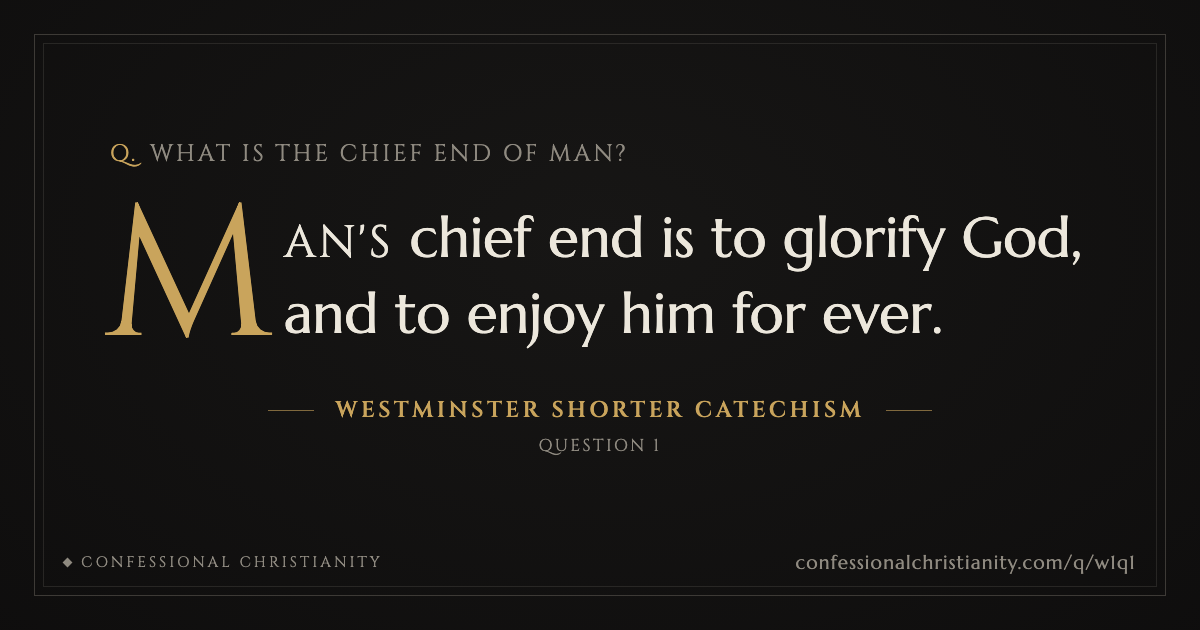 Q. WHAT IS THE CHIEF END OF MAN?
MAN'S chief end is to glorify God,
and to enjoy him for ever.
WESTMINSTER SHORTER CATECHISM
QUESTION 1
◆ CONFESSIONAL CHRISTIANITY
confessionalchristianity.com/q/w1q1